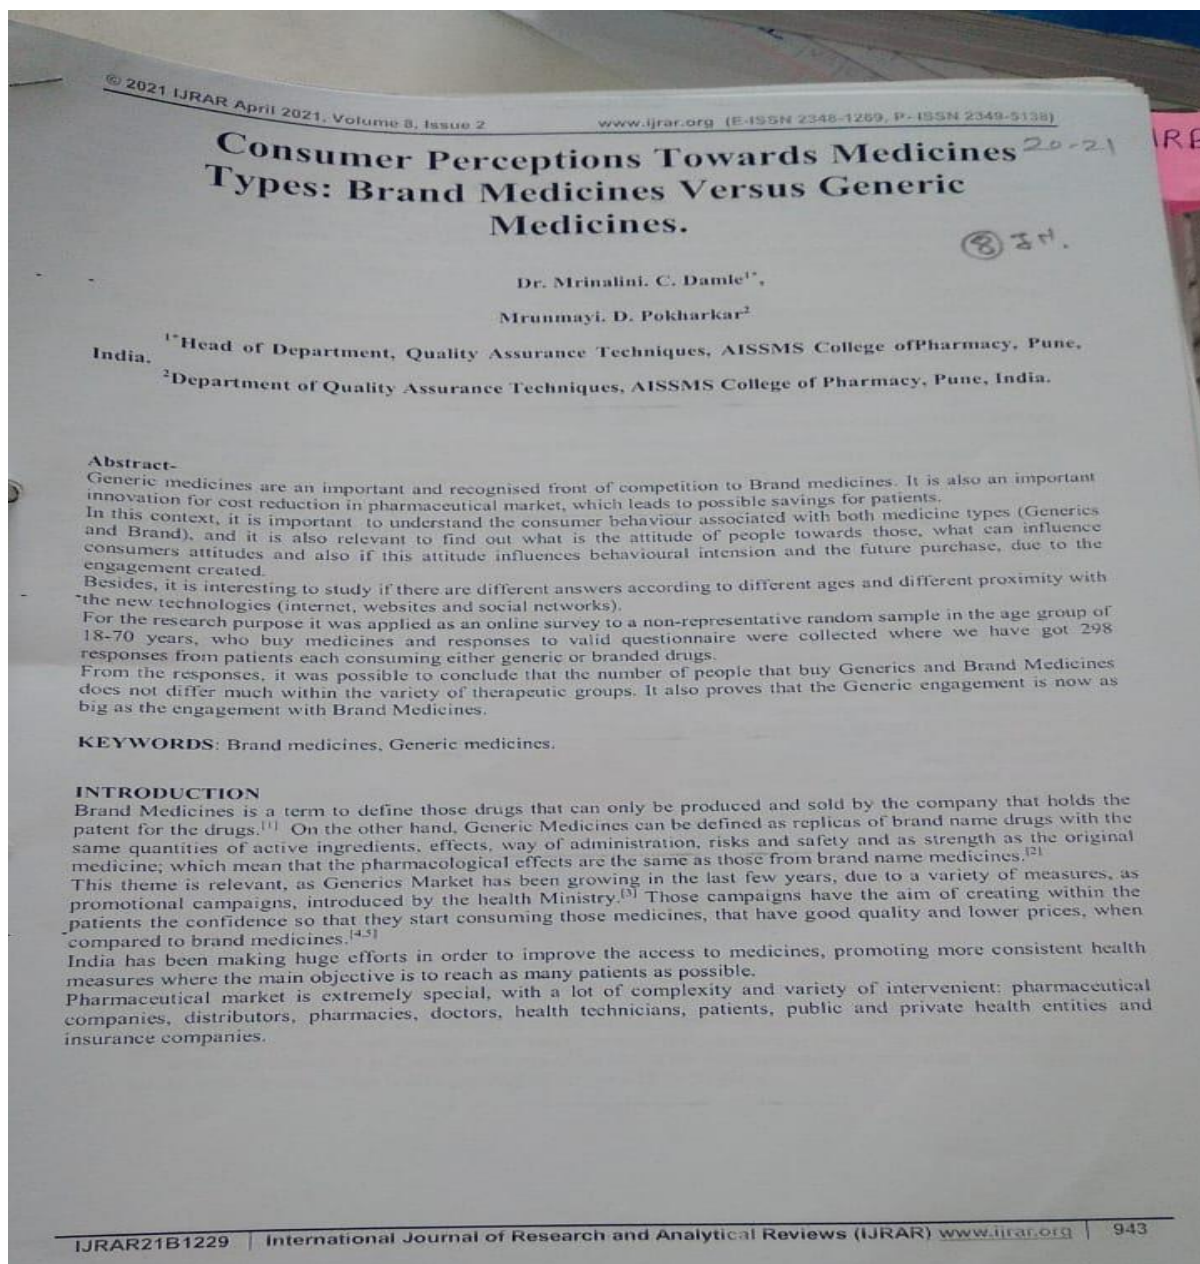 © 2021 IJRAR April 2021, Volume 8, Issue 2 www.ijrar.org (E-ISSN 2348-1269, P- ISSN 2349-5138)
Consumer Perceptions Towards Medicines 20-21
Types: Brand Medicines Versus Generic
Medicines.
8 JN.
Dr. Mrinalini. C. Damle1*,
Mrunmayi. D. Pokharkar2
1*Head of Department, Quality Assurance Techniques, AISSMS College ofPharmacy, Pune,
India.
2Department of Quality Assurance Techniques, AISSMS College of Pharmacy, Pune, India.
Abstract-
Generic medicines are an important and recognised front of competition to Brand medicines. It is also an important
innovation for cost reduction in pharmaceutical market, which leads to possible savings for patients.
In this context, it is important to understand the consumer behaviour associated with both medicine types (Generics
and Brand), and it is also relevant to find out what is the attitude of people towards those, what can influence
consumers attitudes and also if this attitude influences behavioural intension and the future purchase, due to the
engagement created.
Besides, it is interesting to study if there are different answers according to different ages and different proximity with
the new technologies (internet, websites and social networks).
For the research purpose it was applied as an online survey to a non-representative random sample in the age group of
18-70 years, who buy medicines and responses to valid questionnaire were collected where we have got 298
responses from patients each consuming either generic or branded drugs.
From the responses, it was possible to conclude that the number of people that buy Generics and Brand Medicines
does not differ much within the variety of therapeutic groups. It also proves that the Generic engagement is now as
big as the engagement with Brand Medicines.
KEYWORDS: Brand medicines, Generic medicines.
INTRODUCTION
Brand Medicines is a term to define those drugs that can only be produced and sold by the company that holds the
patent for the drugs.[1] On the other hand, Generic Medicines can be defined as replicas of brand name drugs with the
same quantities of active ingredients, effects, way of administration, risks and safety and as strength as the original
medicine; which mean that the pharmacological effects are the same as those from brand name medicines.[2]
This theme is relevant, as Generics Market has been growing in the last few years, due to a variety of measures, as
promotional campaigns, introduced by the health Ministry.[3] Those campaigns have the aim of creating within the
patients the confidence so that they start consuming those medicines, that have good quality and lower prices, when
compared to brand medicines.[4,5]
India has been making huge efforts in order to improve the access to medicines, promoting more consistent health
measures where the main objective is to reach as many patients as possible.
Pharmaceutical market is extremely special, with a lot of complexity and variety of intervenient: pharmaceutical
companies, distributors, pharmacies, doctors, health technicians, patients, public and private health entities and
insurance companies.
IJRAR21B1229 | International Journal of Research and Analytical Reviews (IJRAR) www.ijrar.org | 943